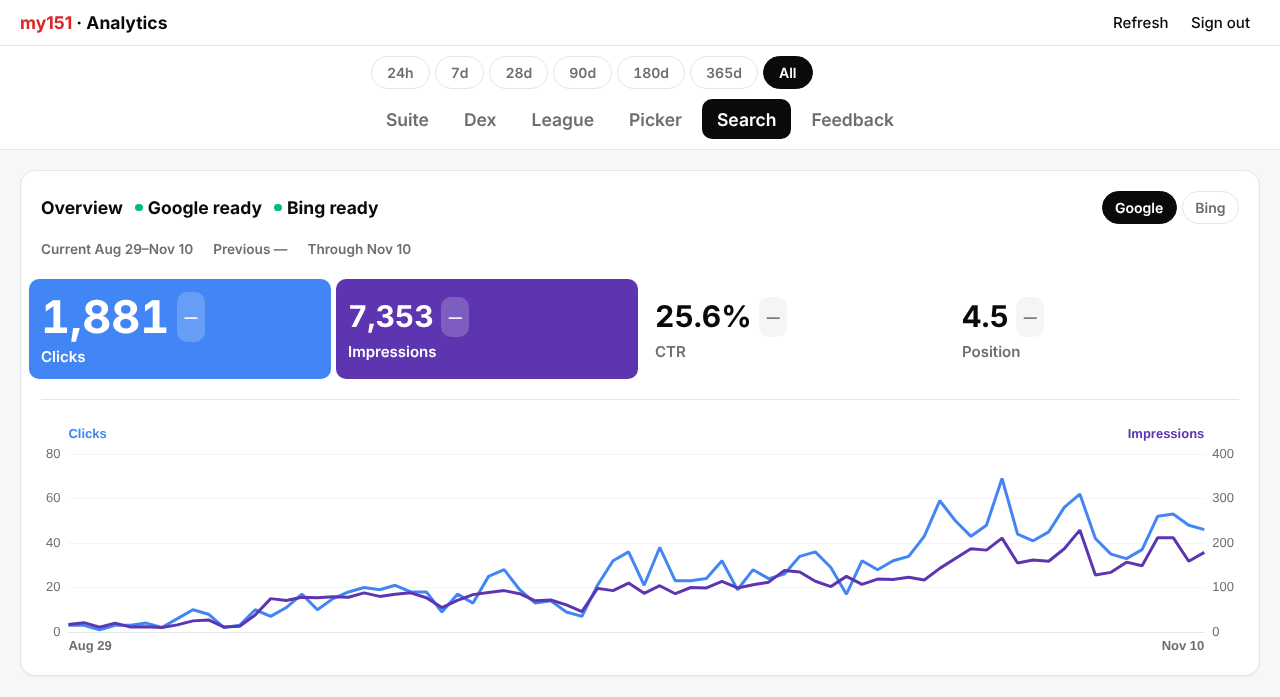 my151 · Analytics
Refresh Sign out
24h 7d 28d 90d 180d 365d All
Suite Dex League Picker Search Feedback
Overview Google ready Bing ready
Google Bing
Current Aug 29–Nov 10 Previous — Through Nov 10
1,881 —
Clicks
7,353 —
Impressions
25.6% —
CTR
4.5 —
Position
Clicks Impressions
80 400
60 300
40 200
20 100
0 0
Aug 29 Nov 10